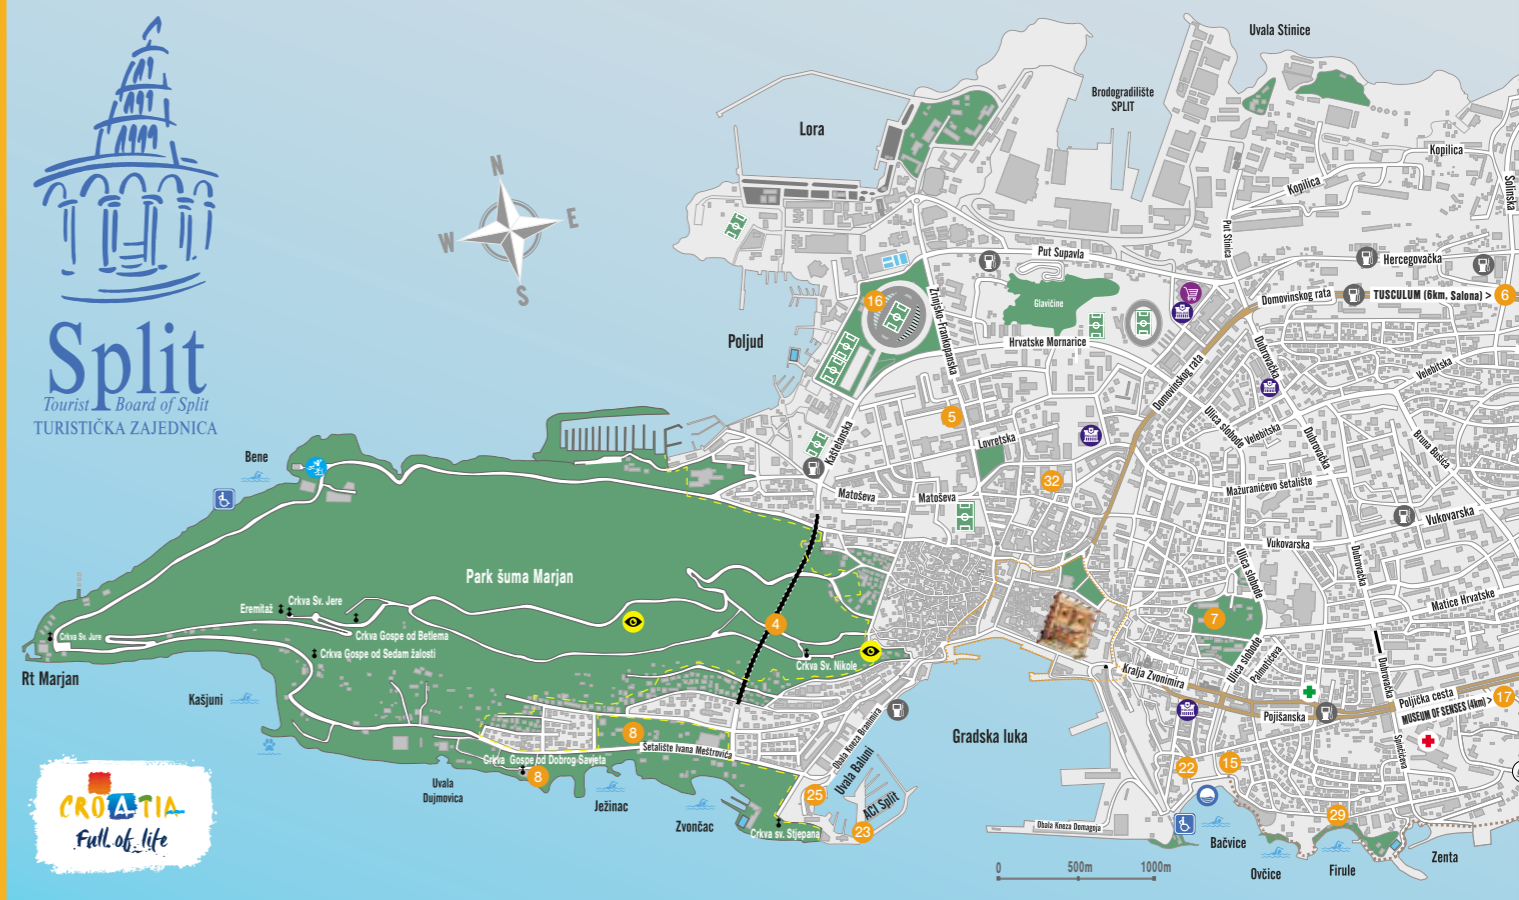 Split
Tourist Board of Split
TURISTIČKA ZAJEDNICA
CROATIA
Full of life
N
E
W
S
Uvala Stinice
Brodogradilište
SPLIT
Lora
Kopilica
Kopilica
Solinska
Put Stinica
Put Supavla
Hercegovačka
Domovinskog rata
TUSCULUM (6km, Salona) >
6
Glavičine
16
Zrinjsko-Frankopanska
Hrvatske Mornarice
Poljud
Domovinskog rata
Dubrovačka
Velebitska
5
Ulica slobode
Velebitska
Dubrovačka
Bruna Bušića
Kaštelanska
Lovretska
32
Matoševa
Matoševa
Mažuranićevo šetalište
Vukovarska
Vukovarska
Bene
Park šuma Marjan
Dubrovačka
Ulica slobode
Matice Hrvatske
Eremitaž
Crkva Sv. Jere
Crkva Sv. Jure
Crkva Gospe od Betlema
Crkva Gospe od Sedam žalosti
4
7
Crkva Sv. Nikole
Ulica slobode
Palmotićeva
Dubrovačka
Rt Marjan
Kašjuni
Kralja Zvonimira
Poljička cesta
MUSEUM OF SENSES (4km) >
17
Pojišanska
Spinčićeva
8
Šetalište Ivana Meštrovića
Obala Kneza Branimira
Gradska luka
Crkva Gospe od Dobrog Savjeta
8
Uvala
Dujmovica
Ježinac
Zvončac
Uvala Baluni
ACI Split
25
23
Crkva sv. Stjepana
22
15
29
Obala Kneza Domagoja
Bačvice
Ovčice
Firule
Zenta
0
500m
1000m